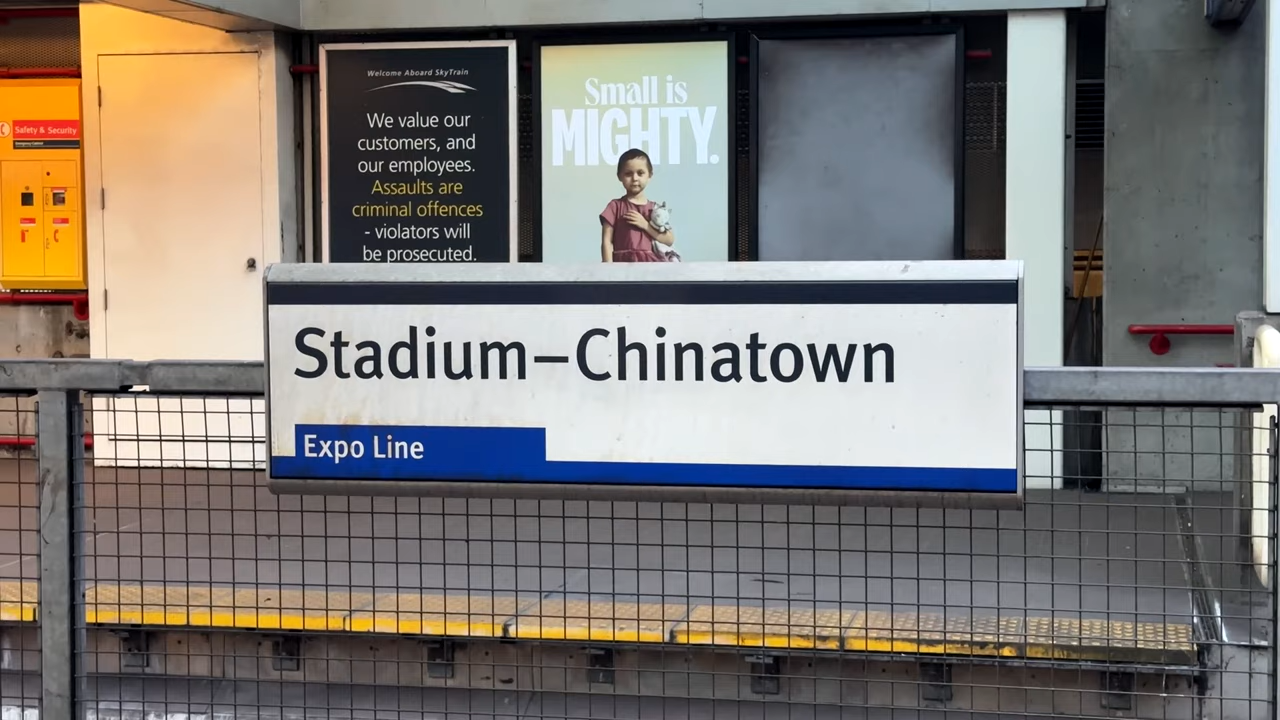 Safety & Security
Welcome Aboard SkyTrain
We value our
customers, and
our employees.
Assaults are
criminal offences
- violators will
be prosecuted.
Small is
MIGHTY.
Stadium–Chinatown
Expo Line